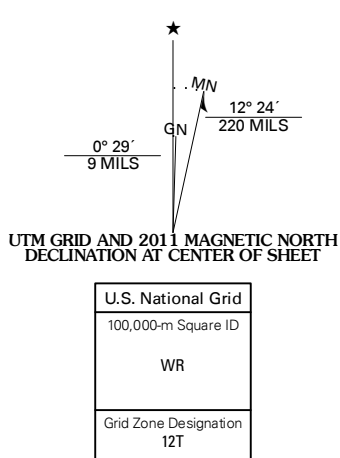 ★
MN
12° 24´
220 MILS
GN
0° 29´
9 MILS
UTM GRID AND 2011 MAGNETIC NORTH
DECLINATION AT CENTER OF SHEET
U.S. National Grid
100,000-m Square ID
WR
Grid Zone Designation
12T